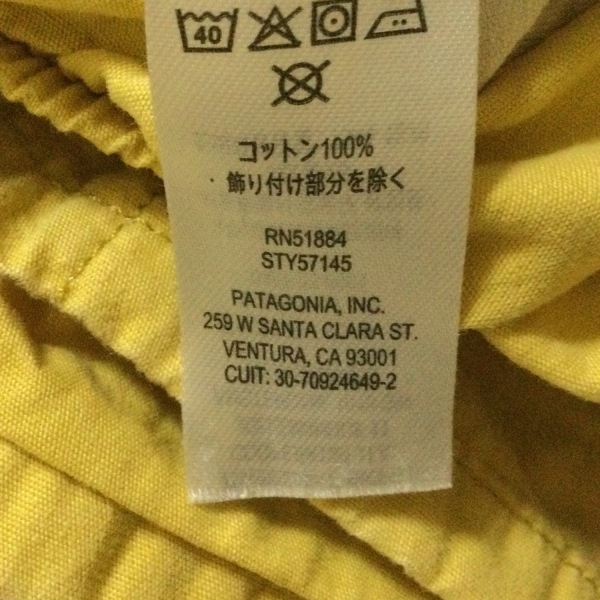 40
コットン100%
・飾り付け部分を除く
RN51884
STY57145
PATAGONIA, INC.
259 W SANTA CLARA ST.
VENTURA, CA 93001
CUIT: 30-70924649-2